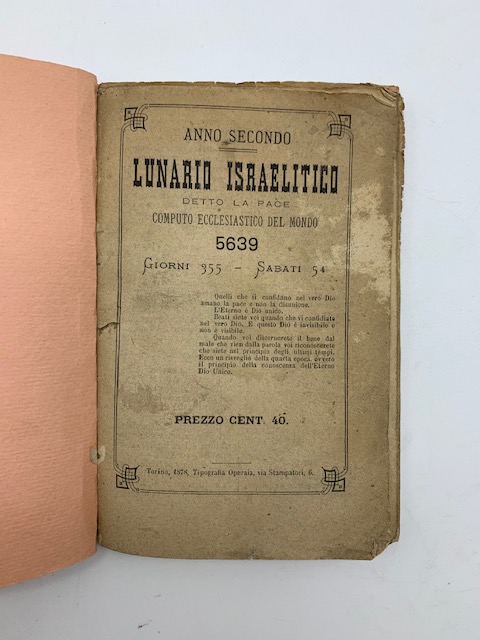 ANNO SECONDO
LUNARIO ISRAELITICO
DETTO LA PACE
COMPUTO ECCLESIASTICO DEL MONDO
5639
GIORNI 355 - SABATI 54
Quelli che si confidano nel vero Dio
amano la pace e non la disunione.
L'Eterno è Dio unico.
Beati siete voi quando che vi confidiate
nel vero Dio. E questo Dio è invisibile e
non è visibile.
Quando voi discernerete il base dal
male che vien dalla parola voi riconoscerete
che siete nel principio degli ultimi tempi.
Ecco un risveglio della quarta epoca, ovvero
il principio della conoscenza dell'Eterno
Dio Unico.
PREZZO CENT. 40.
Torino, 1878, Tipografia Operaia, via Stampatori, 6.